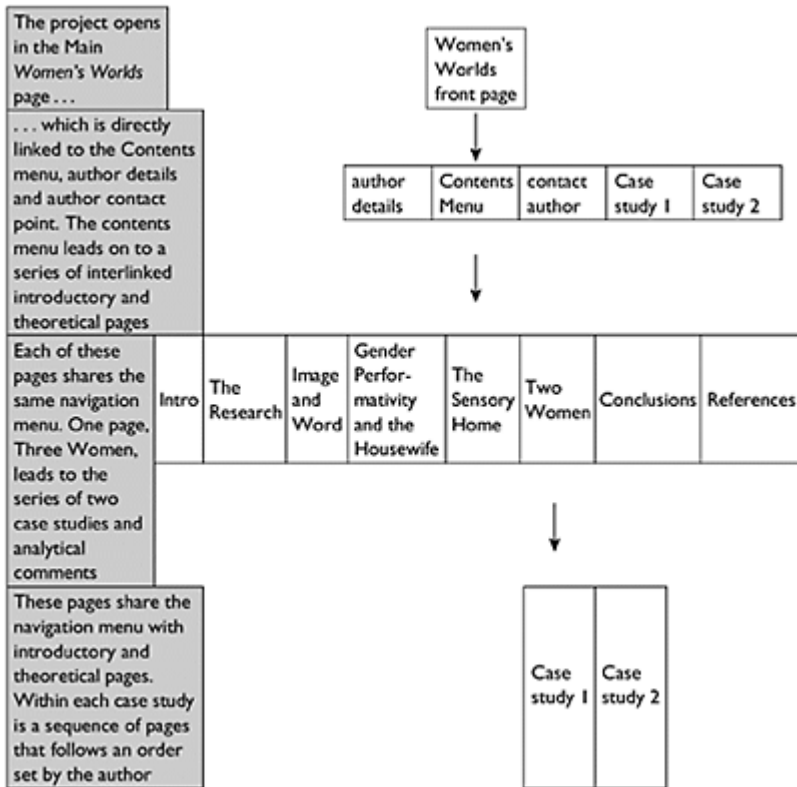 The project opens
in the Main
Women's Worlds
page . . .
Women's
Worlds
front page
. . . which is directly
linked to the Contents
menu, author details
and author contact
point. The contents
menu leads on to a
series of interlinked
introductory and
theoretical pages
author
details
Contents
Menu
contact
author
Case
study 1
Case
study 2
Each of these
pages shares the
same navigation
menu. One page,
Three Women,
leads to the
series of two
case studies and
analytical
comments
Intro
The
Research
Image
and
Word
Gender
Perfor-
mativity
and the
Housewife
The
Sensory
Home
Two
Women
Conclusions
References
These pages share the
navigation menu with
introductory and
theoretical pages.
Within each case study
is a sequence of pages
that follows an order
set by the author
Case
study 1
Case
study 2